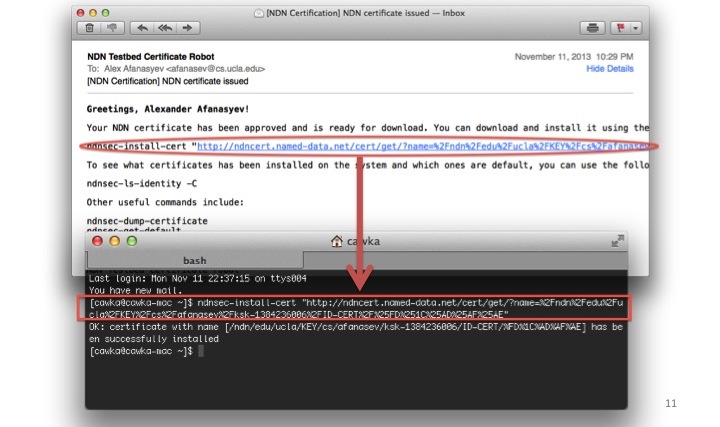 [NDN Certification] NDN certificate issued — Inbox
NDN Testbed Certificate Robot
November 11, 2013 10:29 PM
To: Alex Afanasyev <afanasev@cs.ucla.edu>
Hide Details
[NDN Certification] NDN certificate issued
Greetings, Alexander Afanasyev!
Your NDN certificate has been approved and is ready for download. You can download and install it using the
ndnsec-install-cert "http://ndncert.named-data.net/cert/get/?name=%2Fndn%2Fedu%2Fucla%2FKEY%2Fcs%2Fafanasev
To see what certificates has been installed on the system and which ones are default, you can use the follo
ndnsec-ls-identity -C
Other useful commands include:
ndnsec-dump-certificate
ndnsec-get-default
cawka
bash
Last login: Mon Nov 11 22:37:15 on ttys004
You have new mail.
[cawka@cawka-mac ~]$ ndnsec-install-cert "http://ndncert.named-data.net/cert/get/?name=%2Fndn%2Fedu%2Fu
cla%2FKEY%2Fcs%2Fafanasev%2Fksk-1384236006%2FID-CERT%2F%25FD%251C%25AD%25AF%25AE"
OK: certificate with name [/ndn/edu/ucla/KEY/cs/afanasev/ksk-1384236006/ID-CERT/%FD%1C%AD%AF%AE] has be
en successfully installed
[cawka@cawka-mac ~]$
11